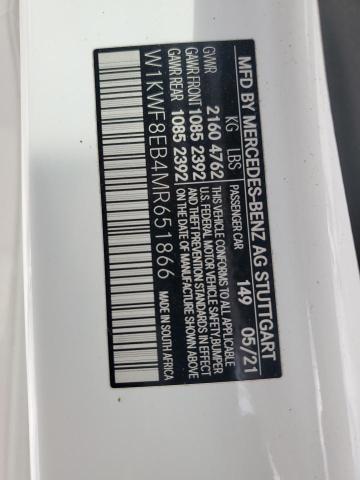 MFD BY MERCEDES-BENZ AG STUTTGART
KG LBS PASSENGER CAR 149 05/21
GVWR 2160 4762 THIS VEHICLE CONFORMS TO ALL APPLICABLE
GAWR FRONT 1085 2392 U.S. FEDERAL MOTOR VEHICLE SAFETY, BUMPER
GAWR REAR 1085 2392 AND THEFT PREVENTION STANDARDS IN EFFECT
ON THE DATE OF MANUFACTURE SHOWN ABOVE
W1KWF8EB4MR651866 MADE IN SOUTH AFRICA